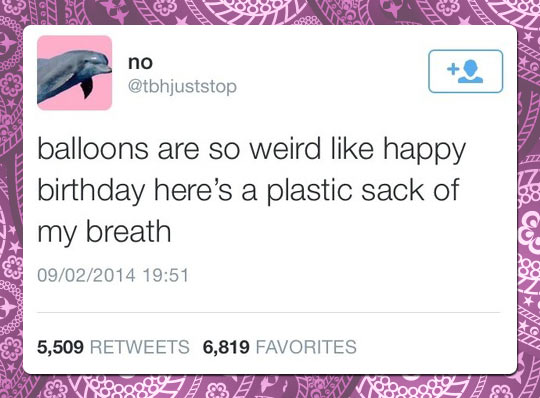 no
@tbhjuststop
balloons are so weird like happy
birthday here's a plastic sack of
my breath
09/02/2014 19:51
5,509 RETWEETS 6,819 FAVORITES